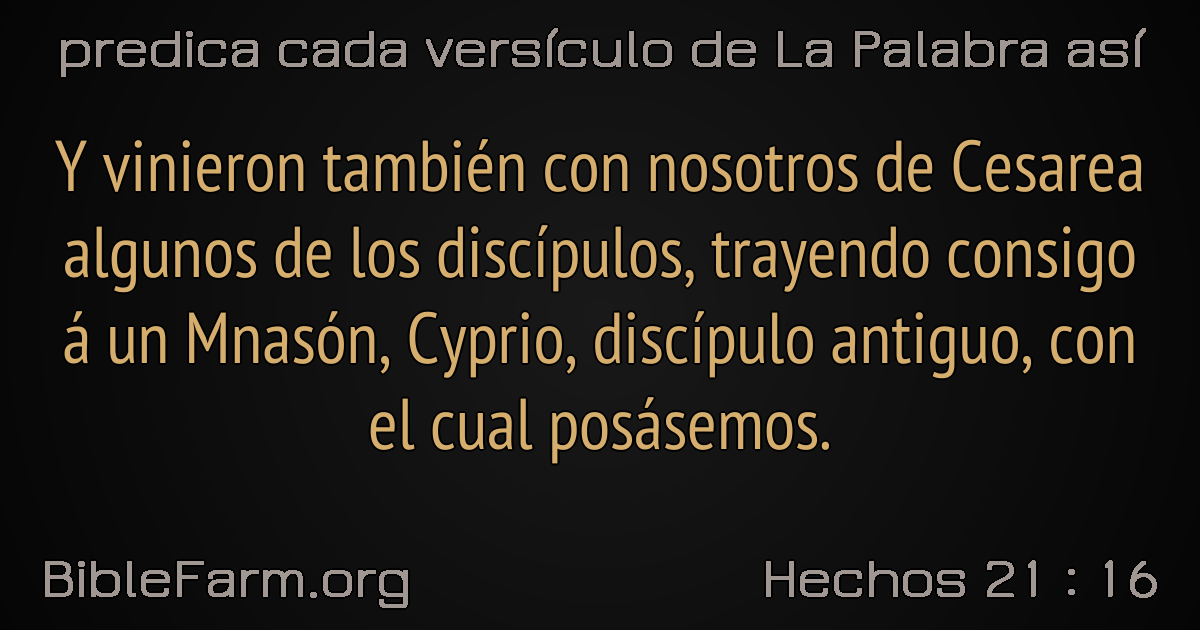 predica cada versículo de La Palabra así
Y vinieron también con nosotros de Cesarea
algunos de los discípulos, trayendo consigo
á un Mnasón, Cyprio, discípulo antiguo, con
el cual posásemos.
BibleFarm.org
Hechos 21 : 16